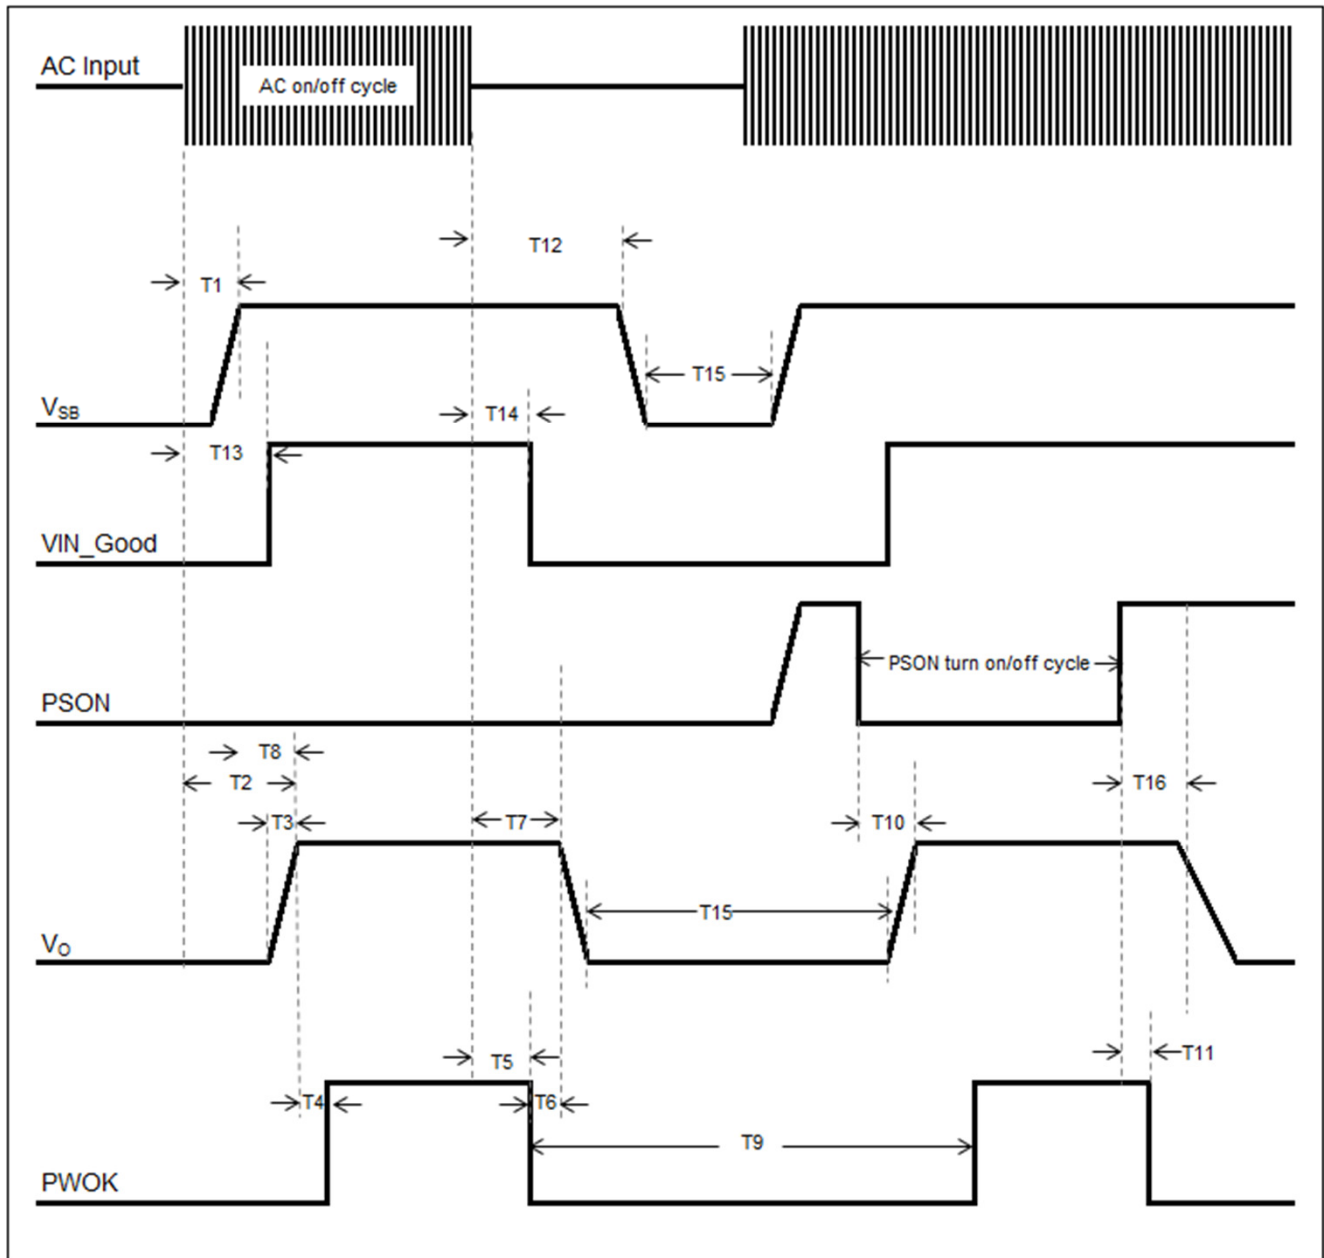 AC Input
AC on/off cycle
T12
T1
T15
VSB
T14
T13
VIN_Good
PSON turn on/off cycle
PSON
T8
T2
T16
T3
T7
T10
T15
VO
T5
T11
T4
T6
T9
PWOK